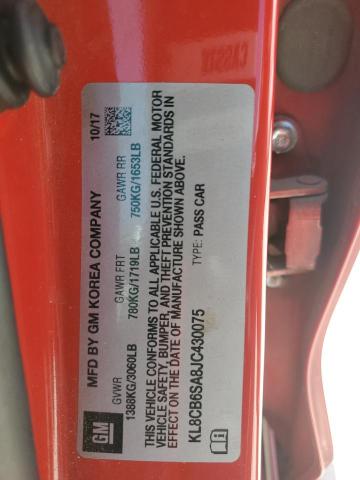 GM
MFD BY GM KOREA COMPANY 10/17
GVWR GAWR FRT GAWR RR
1388KG/3060LB 780KG/1719LB 750KG/1653LB
THIS VEHICLE CONFORMS TO ALL APPLICABLE U.S. FEDERAL MOTOR
VEHICLE SAFETY, BUMPER, AND THEFT PREVENTION STANDARDS IN
EFFECT ON THE DATE OF MANUFACTURE SHOWN ABOVE.
KL8CB6SA8JC430075 TYPE: PASS CAR